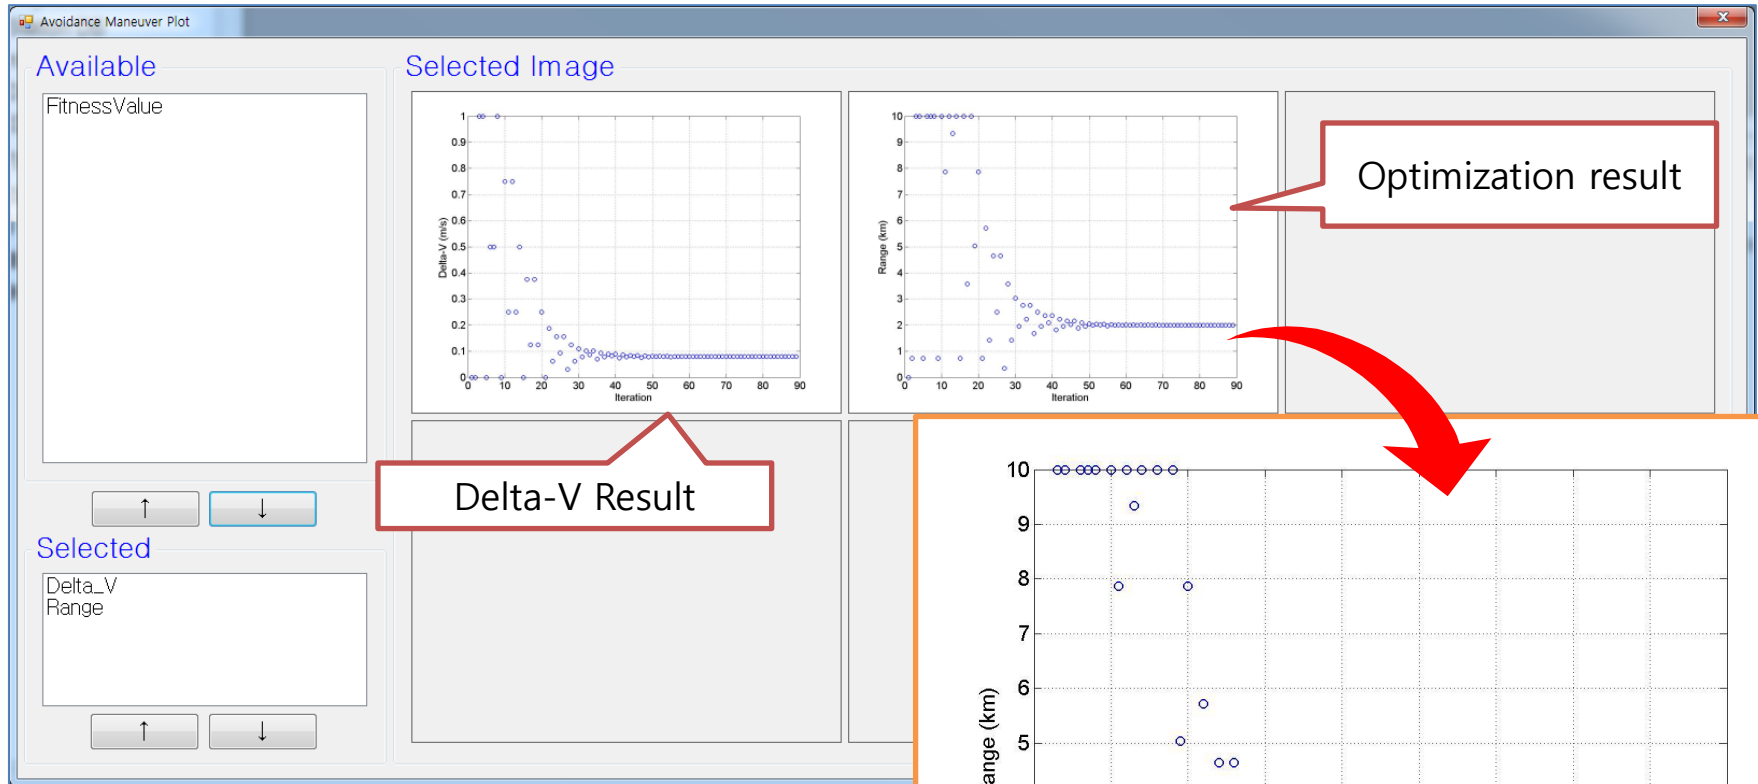 Avoidance Maneuver Plot
x
Available
FitnessValue
↑ ↓
Selected
Delta_V
Range
↑ ↓
Selected Image
1
0.9
0.8
0.7
0.6
0.5
0.4
0.3
0.2
0.1
0
Delta-V (m/s)
0 10 20 30 40 50 60 70 80 90
Iteration
10
9
8
7
6
5
4
3
2
1
0
Range (km)
0 10 20 30 40 50 60 70 80 90
Iteration
Optimization result
Delta-V Result
10
9
8
7
6
5
ange (km)